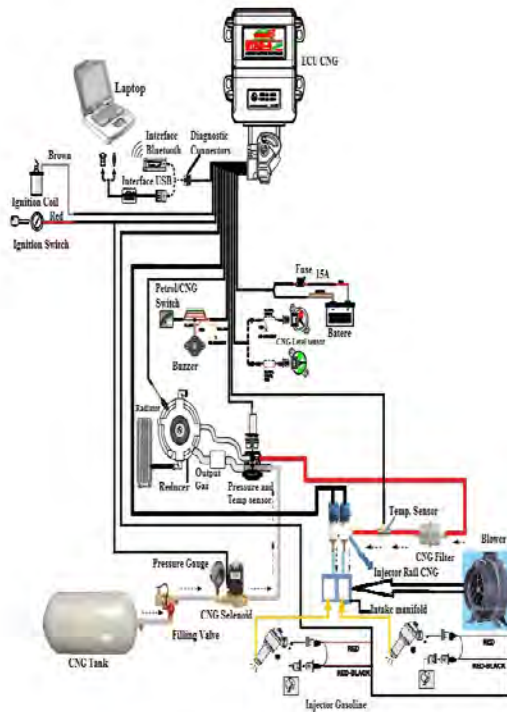 ECU CNG
Laptop
Interface
Bluetooth
Diagnostic
Connectors
Interface USB
Brown
Ignition Coil
Red
Ignition Switch
Fuse
15A
Batere
Petrol/CNG
Switch
Buzzer
CNG Level sensor
Radiator
Reducer
Output
Gas
Pressure and
Temp sensor
Temp. Sensor
CNG Filter
Blower
Injector Rail CNG
Intake manifold
Pressure Gauge
CNG Selenoid
Filling Valve
CNG Tank
RED
RED-BLACK
RED
RED-BLACK
Injector Gasoline